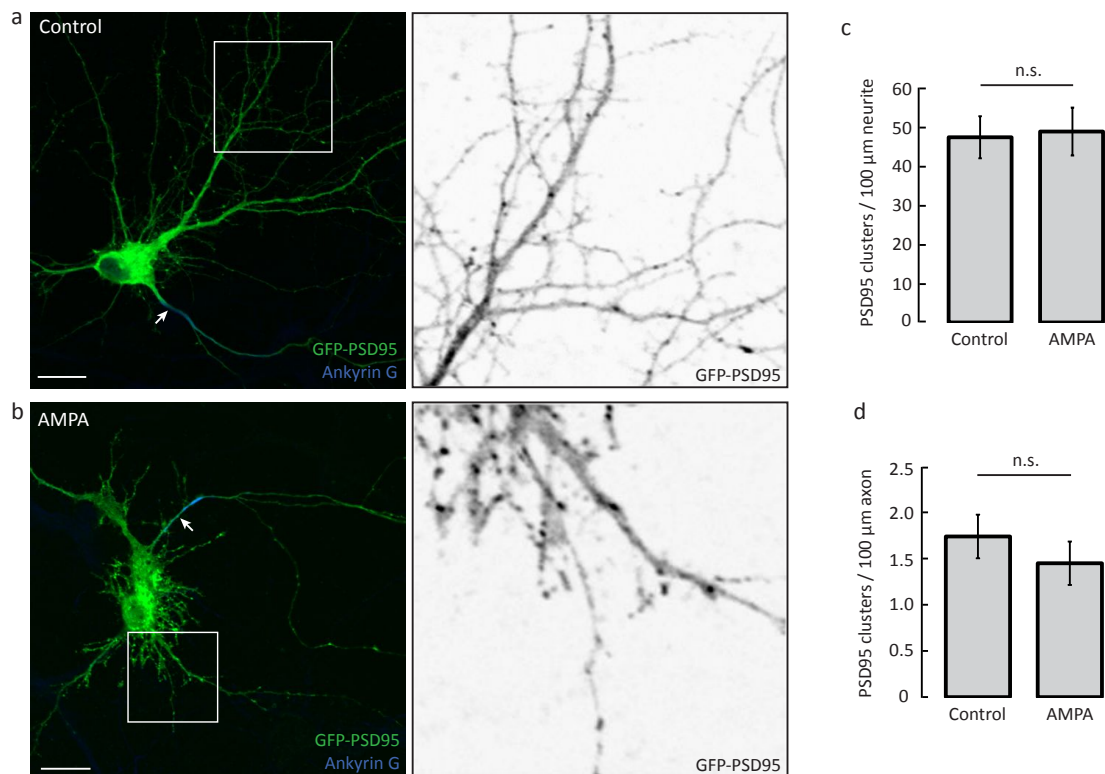 a
Control
GFP-PSD95
Ankyrin G
GFP-PSD95
b
AMPA
GFP-PSD95
Ankyrin G
GFP-PSD95
c
n.s.
60
50
40
30
20
10
0
PSD95 clusters / 100 µm neurite
Control
AMPA
d
n.s.
2.5
2.0
1.5
1.0
0.5
0
PSD95 clusters / 100 µm axon
Control
AMPA